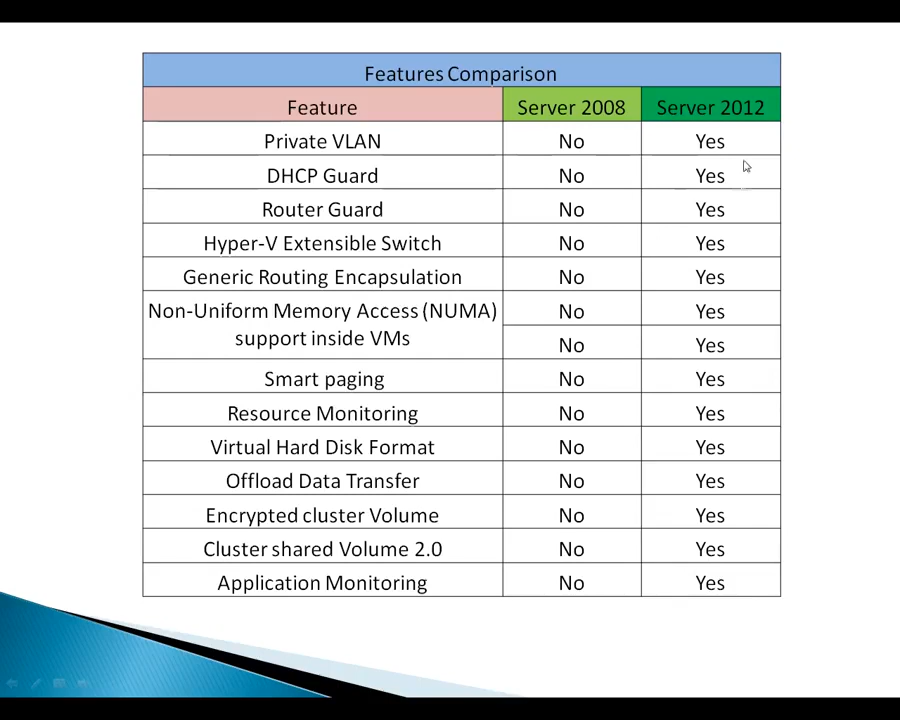 Features Comparison
Feature Server 2008 Server 2012
Private VLAN No Yes
DHCP Guard No Yes
Router Guard No Yes
Hyper-V Extensible Switch No Yes
Generic Routing Encapsulation No Yes
Non-Uniform Memory Access (NUMA) No Yes
support inside VMs No Yes
Smart paging No Yes
Resource Monitoring No Yes
Virtual Hard Disk Format No Yes
Offload Data Transfer No Yes
Encrypted cluster Volume No Yes
Cluster shared Volume 2.0 No Yes
Application Monitoring No Yes